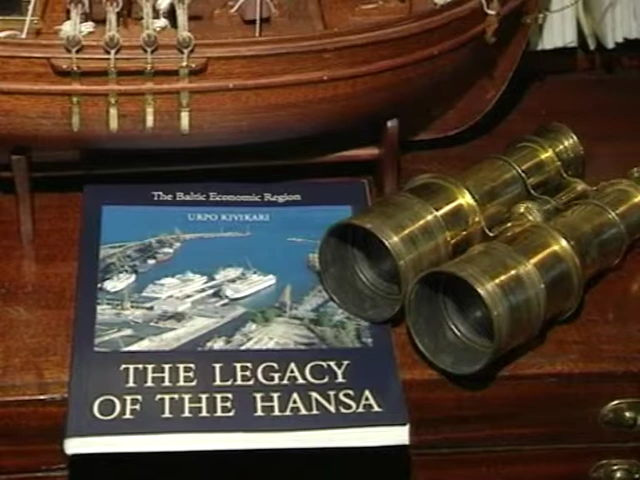 The Baltic Economic Region
URPO KIVIKARI
THE LEGACY
OF THE HANSA